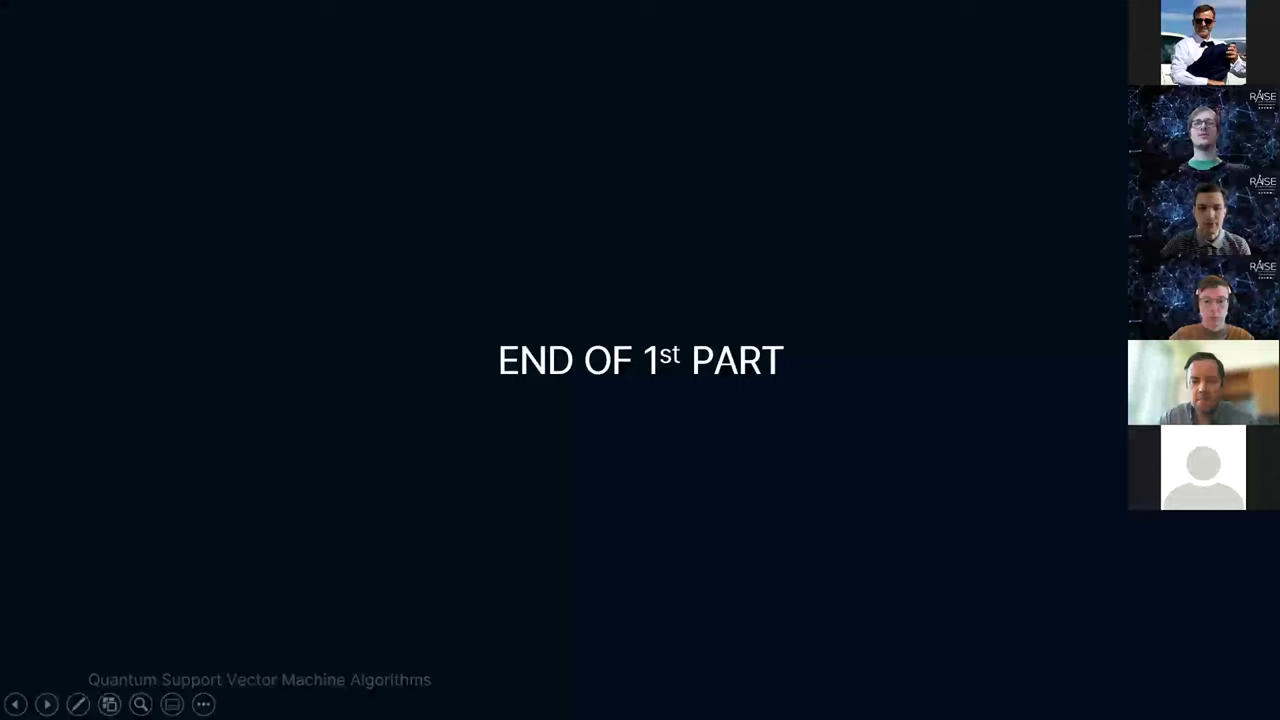 END OF 1st PART
Quantum Support Vector Machine Algorithms
RAISE
RAISE
RAISE